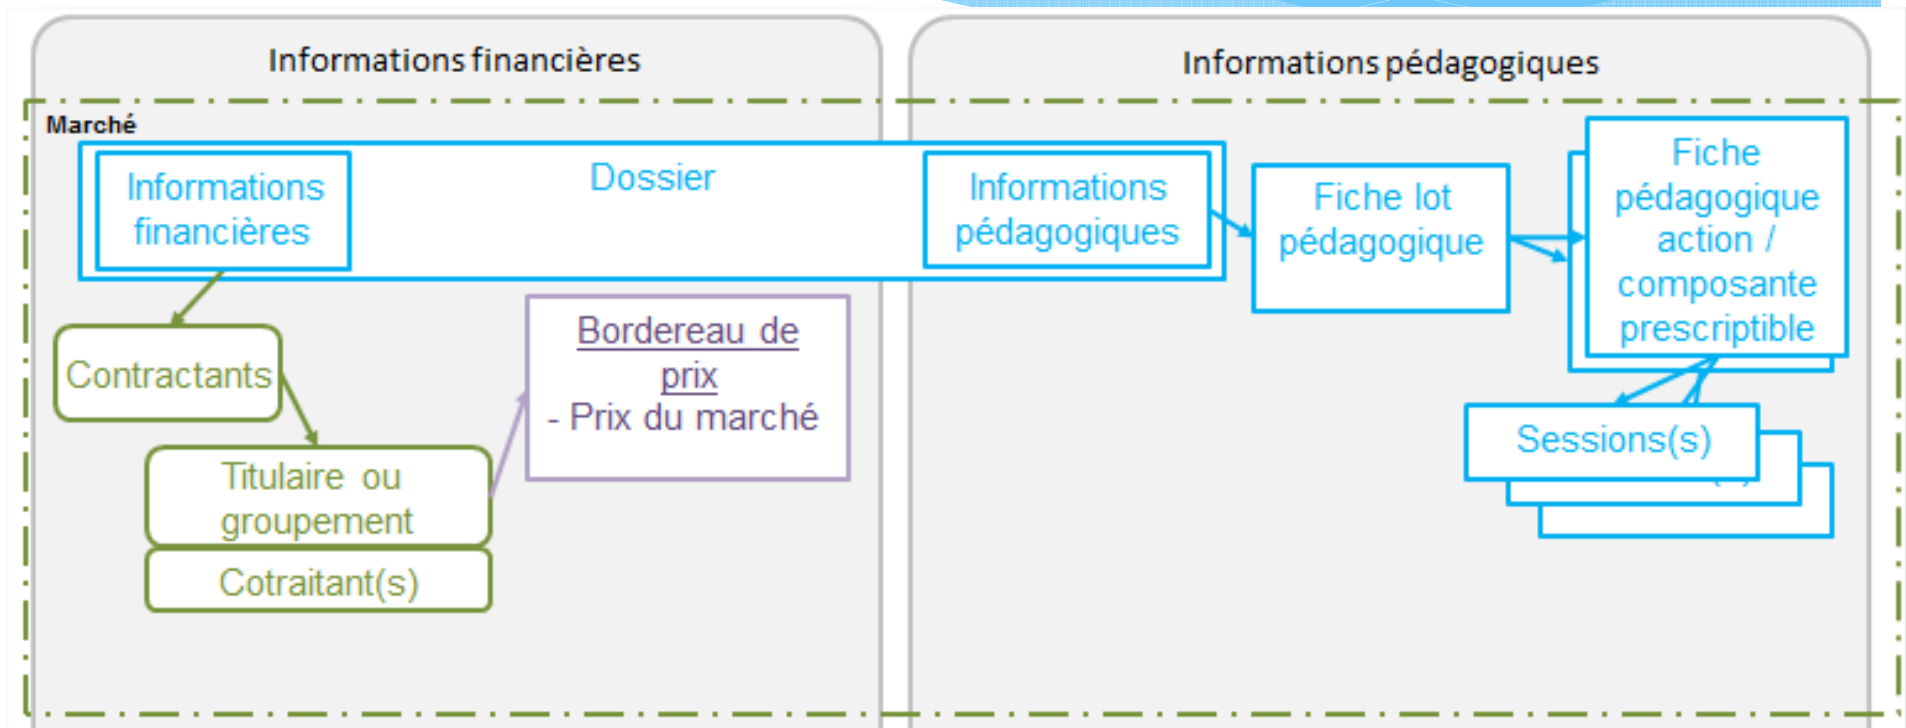 Informations financières
Informations pédagogiques
Marché
Informations
financières
Dossier
Informations
pédagogiques
Fiche lot
pédagogique
Fiche
pédagogique
action /
composante
prescriptible
Contractants
Bordereau de
prix
- Prix du marché
Titulaire ou
groupement
Cotraitant(s)
Sessions(s)